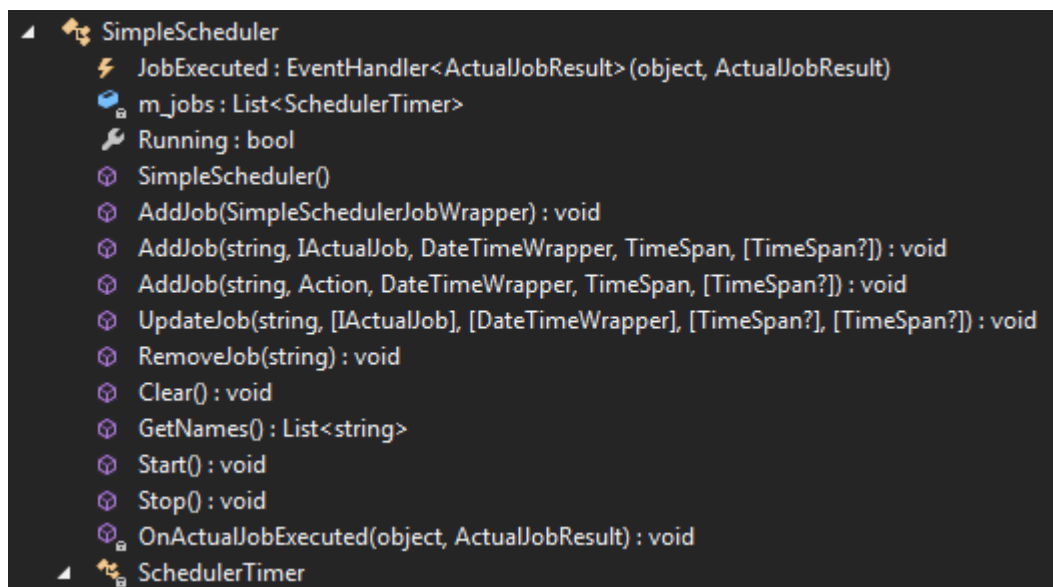 SimpleScheduler
JobExecuted : EventHandler<ActualJobResult>(object, ActualJobResult)
m_jobs : List<SchedulerTimer>
Running : bool
SimpleScheduler()
AddJob(SimpleSchedulerJobWrapper) : void
AddJob(string, IActualJob, DateTimeWrapper, TimeSpan, [TimeSpan?]) : void
AddJob(string, Action, DateTimeWrapper, TimeSpan, [TimeSpan?]) : void
UpdateJob(string, [IActualJob], [DateTimeWrapper], [TimeSpan?], [TimeSpan?]) : void
RemoveJob(string) : void
Clear() : void
GetNames() : List<string>
Start() : void
Stop() : void
OnActualJobExecuted(object, ActualJobResult) : void
SchedulerTimer